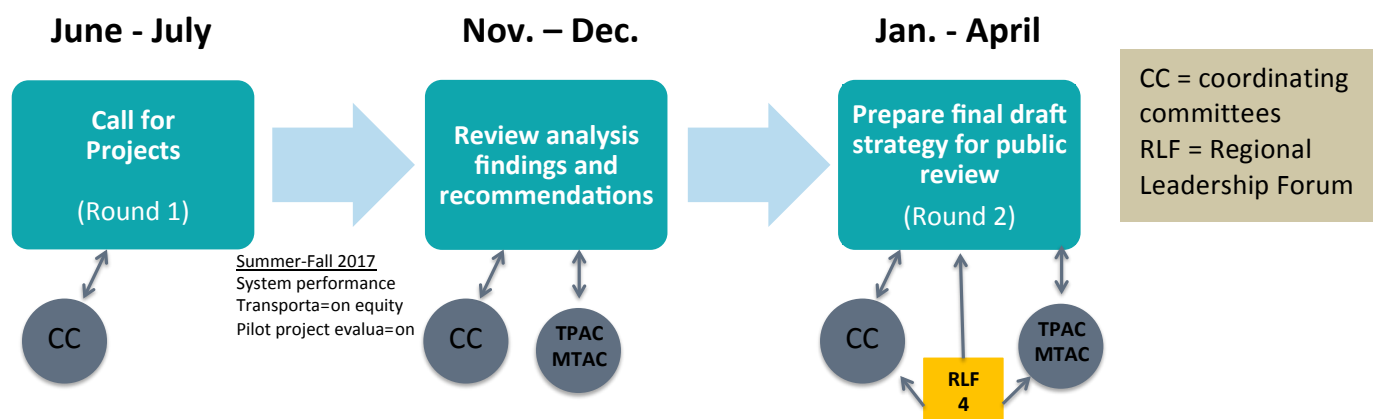 June - July
Nov. – Dec.
Jan. - April
Call for
Projects
(Round 1)
Review analysis
findings and
recommendations
Prepare final draft
strategy for public
review
(Round 2)
CC = coordinating
committees
RLF = Regional
Leadership Forum
Summer-Fall 2017
System performance
Transporta=on equity
Pilot project evalua=on
CC
CC
TPAC
MTAC
CC
RLF
4
TPAC
MTAC